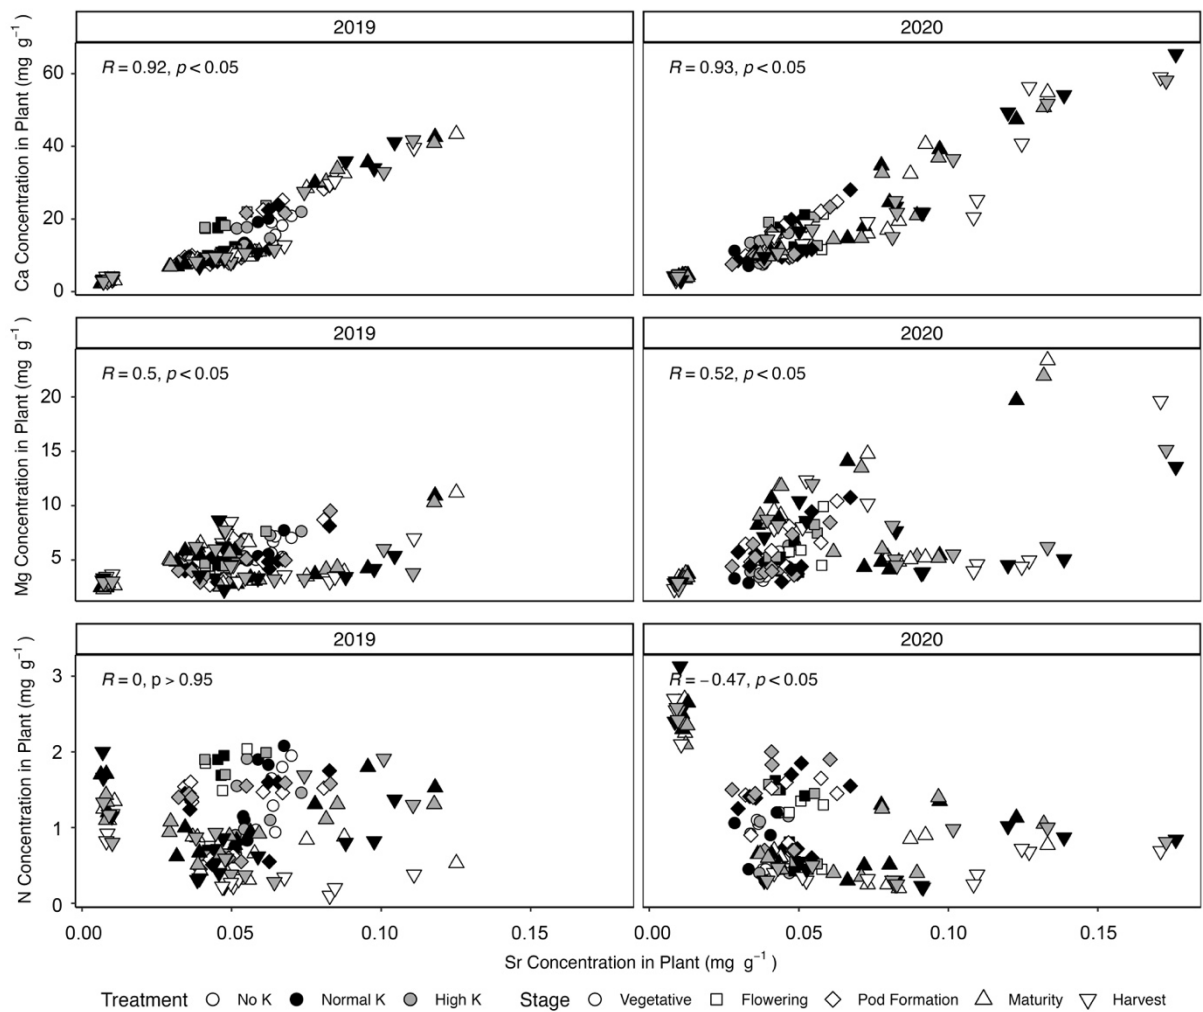 2019
2020
R = 0.92, p < 0.05
R = 0.93, p < 0.05
Ca Concentration in Plant (mg g⁻¹)
60
40
20
0
2019
2020
R = 0.5, p < 0.05
R = 0.52, p < 0.05
Mg Concentration in Plant (mg g⁻¹)
20
15
10
5
2019
2020
R = 0, p > 0.95
R = −0.47, p < 0.05
N Concentration in Plant (mg g⁻¹)
3
2
1
0
0.00 0.05 0.10 0.15 0.00 0.05 0.10 0.15
Sr Concentration in Plant (mg g⁻¹)
Treatment No K Normal K High K Stage Vegetative Flowering Pod Formation Maturity Harvest